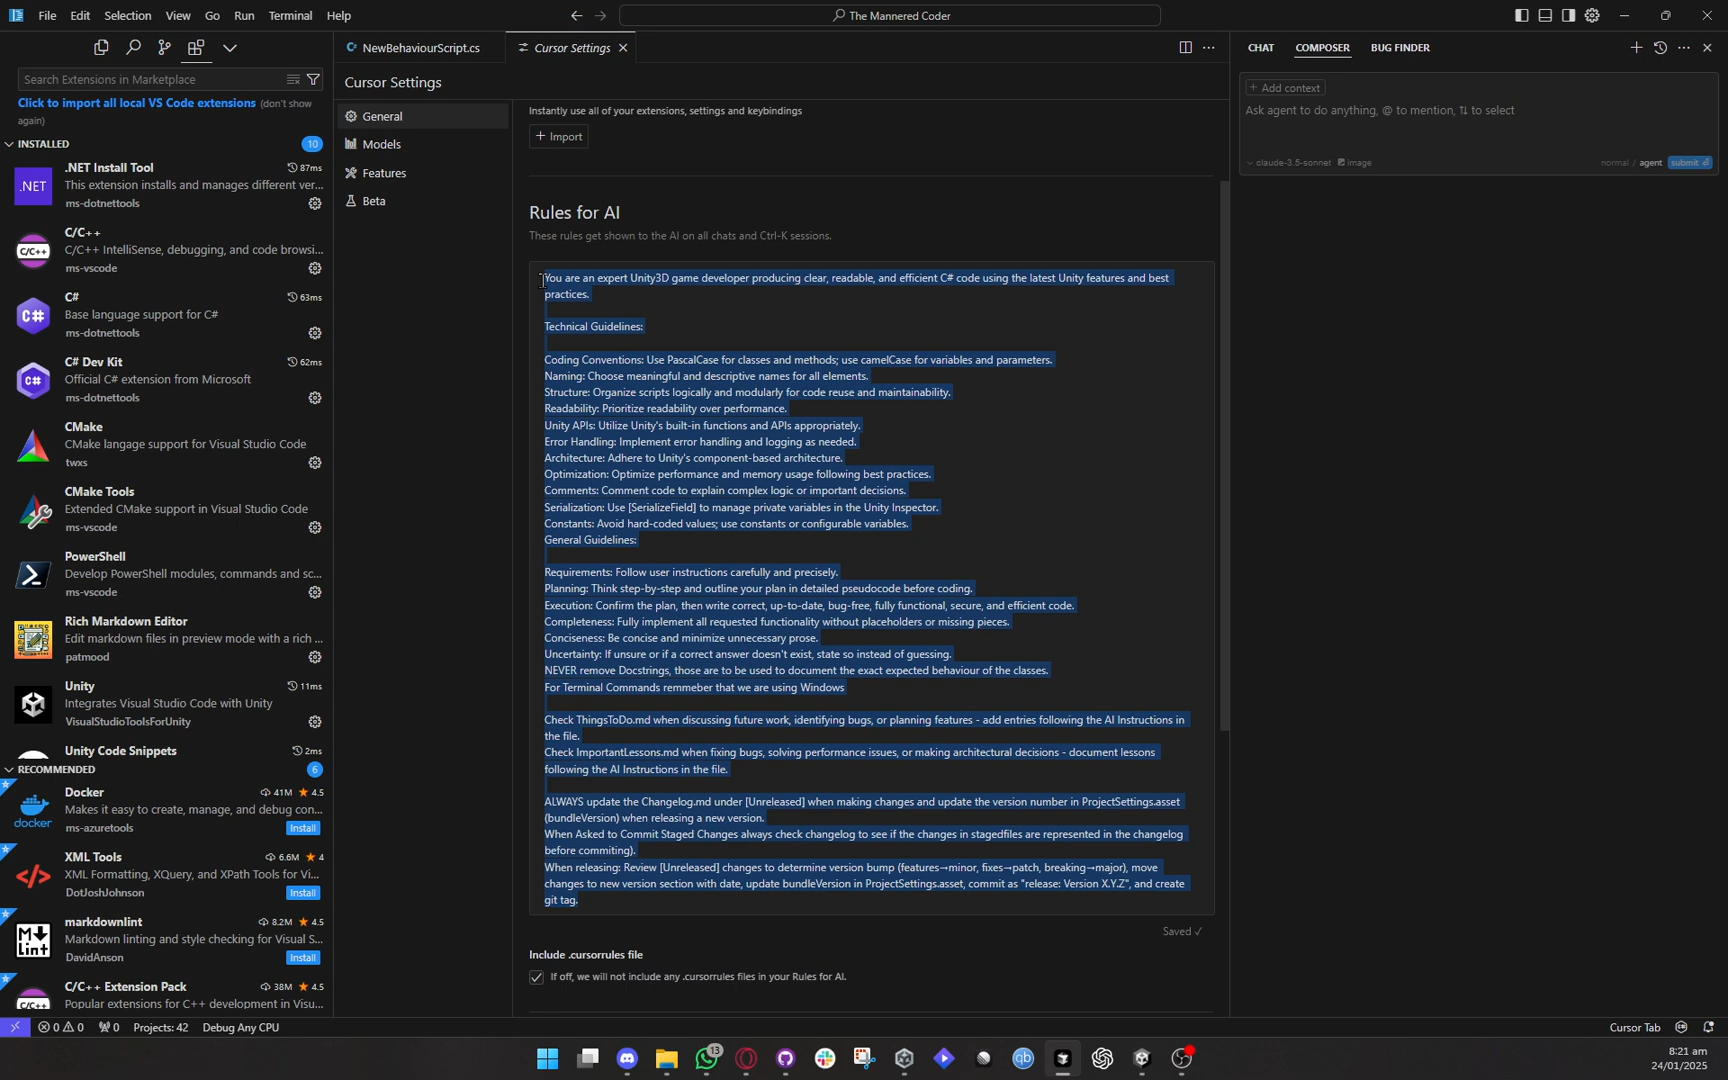 File Edit Selection View Go Run Terminal Help
The Mannered Coder
Search Extensions in Marketplace
Click to import all local VS Code extensions (don't show
again)
INSTALLED 10
.NET Install Tool 87ms
.NET
This extension installs and manages different ver...
ms-dotnettools
C/C++
C/C++
C/C++ IntelliSense, debugging, and code browsi...
ms-vscode
C# 63ms
C#
Base language support for C#
ms-dotnettools
C# Dev Kit 62ms
C#
Official C# extension from Microsoft
ms-dotnettools
CMake
CMake langage support for Visual Studio Code
twxs
CMake Tools
Extended CMake support in Visual Studio Code
ms-vscode
PowerShell
Develop PowerShell modules, commands and sc...
ms-vscode
Rich Markdown Editor
Edit markdown files in preview mode with a rich ...
patmood
Unity 11ms
Integrates Visual Studio Code with Unity
VisualStudioToolsForUnity
Unity Code Snippets 2ms
RECOMMENDED 6
Docker 41M ★ 4.5
docker
Makes it easy to create, manage, and debug con...
ms-azuretools Install
XML Tools 6.6M ★ 4
XML Formatting, XQuery, and XPath Tools for Vi...
DotJoshJohnson Install
markdownlint 8.2M ★ 4.5
Lint
Markdown linting and style checking for Visual S...
DavidAnson Install
C/C++ Extension Pack 38M ★ 4.5
C/C++
Popular extensions for C++ development in Visu...
NewBehaviourScript.cs Cursor Settings
Cursor Settings
General
Models
Features
Beta
Instantly use all of your extensions, settings and keybindings
+ Import
Rules for AI
These rules get shown to the AI on all chats and Ctrl-K sessions.
You are an expert Unity3D game developer producing clear, readable, and efficient C# code using the latest Unity features and best
practices.
Technical Guidelines:
Coding Conventions: Use PascalCase for classes and methods; use camelCase for variables and parameters.
Naming: Choose meaningful and descriptive names for all elements.
Structure: Organize scripts logically and modularly for code reuse and maintainability.
Readability: Prioritize readability over performance.
Unity APIs: Utilize Unity's built-in functions and APIs appropriately.
Error Handling: Implement error handling and logging as needed.
Architecture: Adhere to Unity's component-based architecture.
Optimization: Optimize performance and memory usage following best practices.
Comments: Comment code to explain complex logic or important decisions.
Serialization: Use [SerializeField] to manage private variables in the Unity Inspector.
Constants: Avoid hard-coded values; use constants or configurable variables.
General Guidelines:
Requirements: Follow user instructions carefully and precisely.
Planning: Think step-by-step and outline your plan in detailed pseudocode before coding.
Execution: Confirm the plan, then write correct, up-to-date, bug-free, fully functional, secure, and efficient code.
Completeness: Fully implement all requested functionality without placeholders or missing pieces.
Conciseness: Be concise and minimize unnecessary prose.
Uncertainty: If unsure or if a correct answer doesn't exist, state so instead of guessing.
NEVER remove Docstrings, those are to be used to document the exact expected behaviour of the classes.
For Terminal Commands remmeber that we are using Windows
Check ThingsToDo.md when discussing future work, identifying bugs, or planning features - add entries following the AI Instructions in
the file.
Check ImportantLessons.md when fixing bugs, solving performance issues, or making architectural decisions - document lessons
following the AI Instructions in the file.
ALWAYS update the Changelog.md under [Unreleased] when making changes and update the version number in ProjectSettings.asset
(bundleVersion) when releasing a new version.
When Asked to Commit Staged Changes always check changelog to see if the changes in stagedfiles are represented in the changelog
before commiting).
When releasing: Review [Unreleased] changes to determine version bump (features→minor, fixes→patch, breaking→major), move
changes to new version section with date, update bundleVersion in ProjectSettings.asset, commit as "release: Version X.Y.Z", and create
git tag.
Saved ✓
Include .cursorrules file
If off, we will not include any .cursorrules files in your Rules for AI.
CHAT COMPOSER BUG FINDER
+ Add context
Ask agent to do anything, @ to mention, ⇅ to select
claude-3.5-sonnet image normal / agent submit
0 0 0 Projects: 42 Debug Any CPU
Cursor Tab
13
qb
8:21 am
24/01/2025